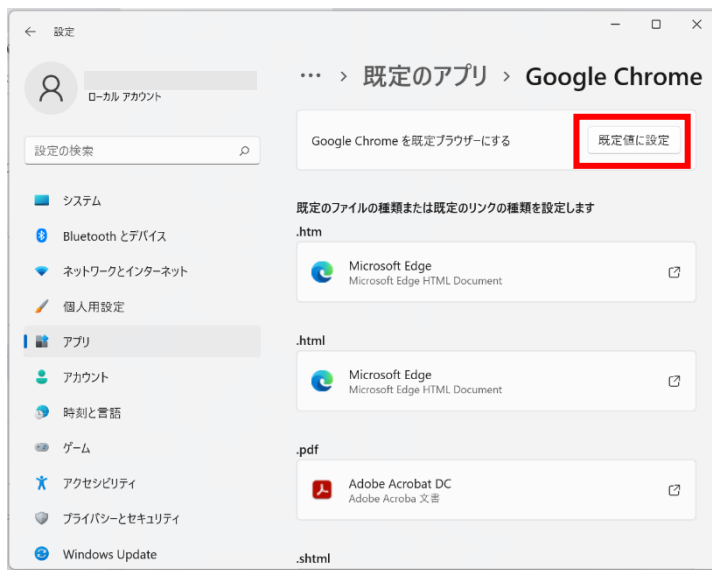 設定
ローカル アカウント
設定の検索
システム
Bluetooth とデバイス
ネットワークとインターネット
個人用設定
アプリ
アカウント
時刻と言語
ゲーム
アクセシビリティ
プライバシーとセキュリティ
Windows Update
… > 既定のアプリ > Google Chrome
Google Chrome を既定ブラウザーにする
既定値に設定
既定のファイルの種類または既定のリンクの種類を設定します
.htm
Microsoft Edge
Microsoft Edge HTML Document
.html
Microsoft Edge
Microsoft Edge HTML Document
.pdf
Adobe Acrobat DC
Adobe Acroba 文書
.shtml